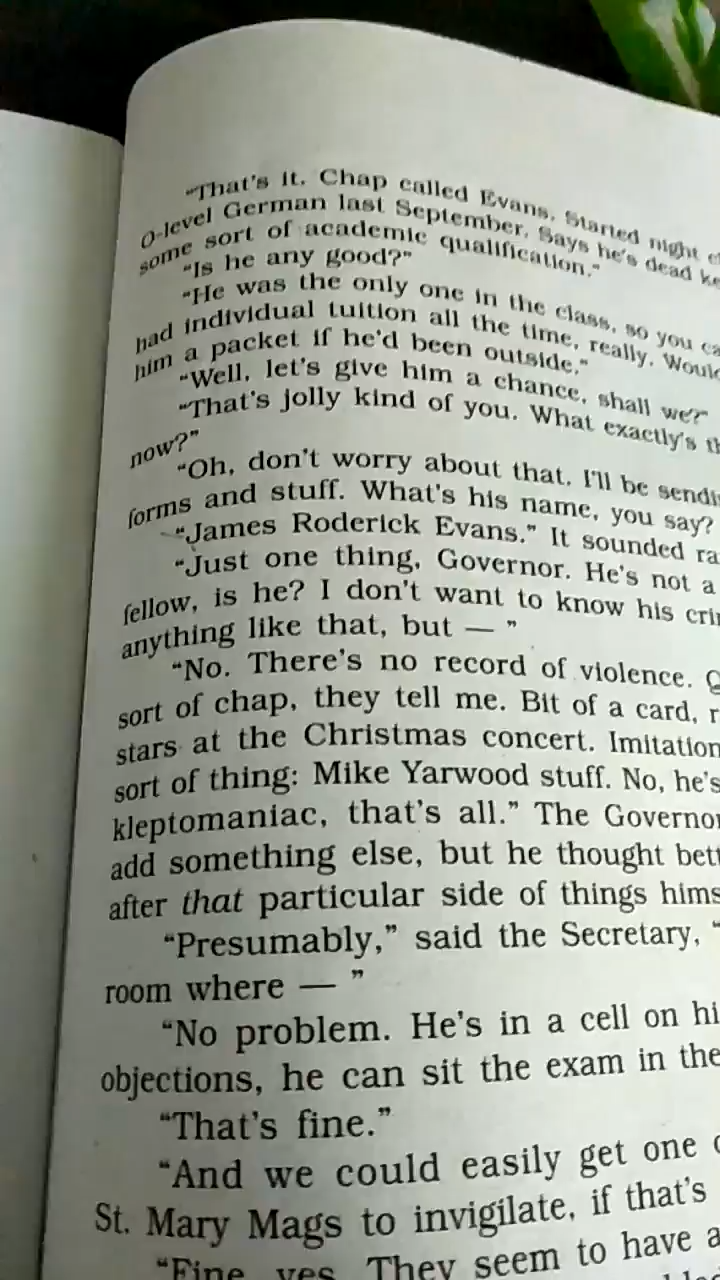 "That's it. Chap called Evans. Started night
O-level German last September. Says he's dead
some sort of academic qualification."
"Is he any good?"
"He was the only one in the class, so you
had individual tuition all the time, really.
him a packet if he'd been outside."
"Well, let's give him a chance, shall we?"
"That's jolly kind of you. What exactly's
now?"
"Oh, don't worry about that. I'll be
forms and stuff. What's his name, you say?
"James Roderick Evans." It sounded
"Just one thing, Governor. He's not a
fellow, is he? I don't want to know his
anything like that, but — "
"No. There's no record of violence.
sort of chap, they tell me. Bit of a card,
stars at the Christmas concert.
sort of thing: Mike Yarwood stuff. No, he's
kleptomaniac, that's all." The
add something else, but he thought
after that particular side of things
"Presumably," said the Secretary, "
room where — "
"No problem. He's in a cell on
objections, he can sit the exam in
"That's fine."
"And we could easily get one
St. Mary Mags to invigilate, if that's
"Fine, yes. They seem to have a